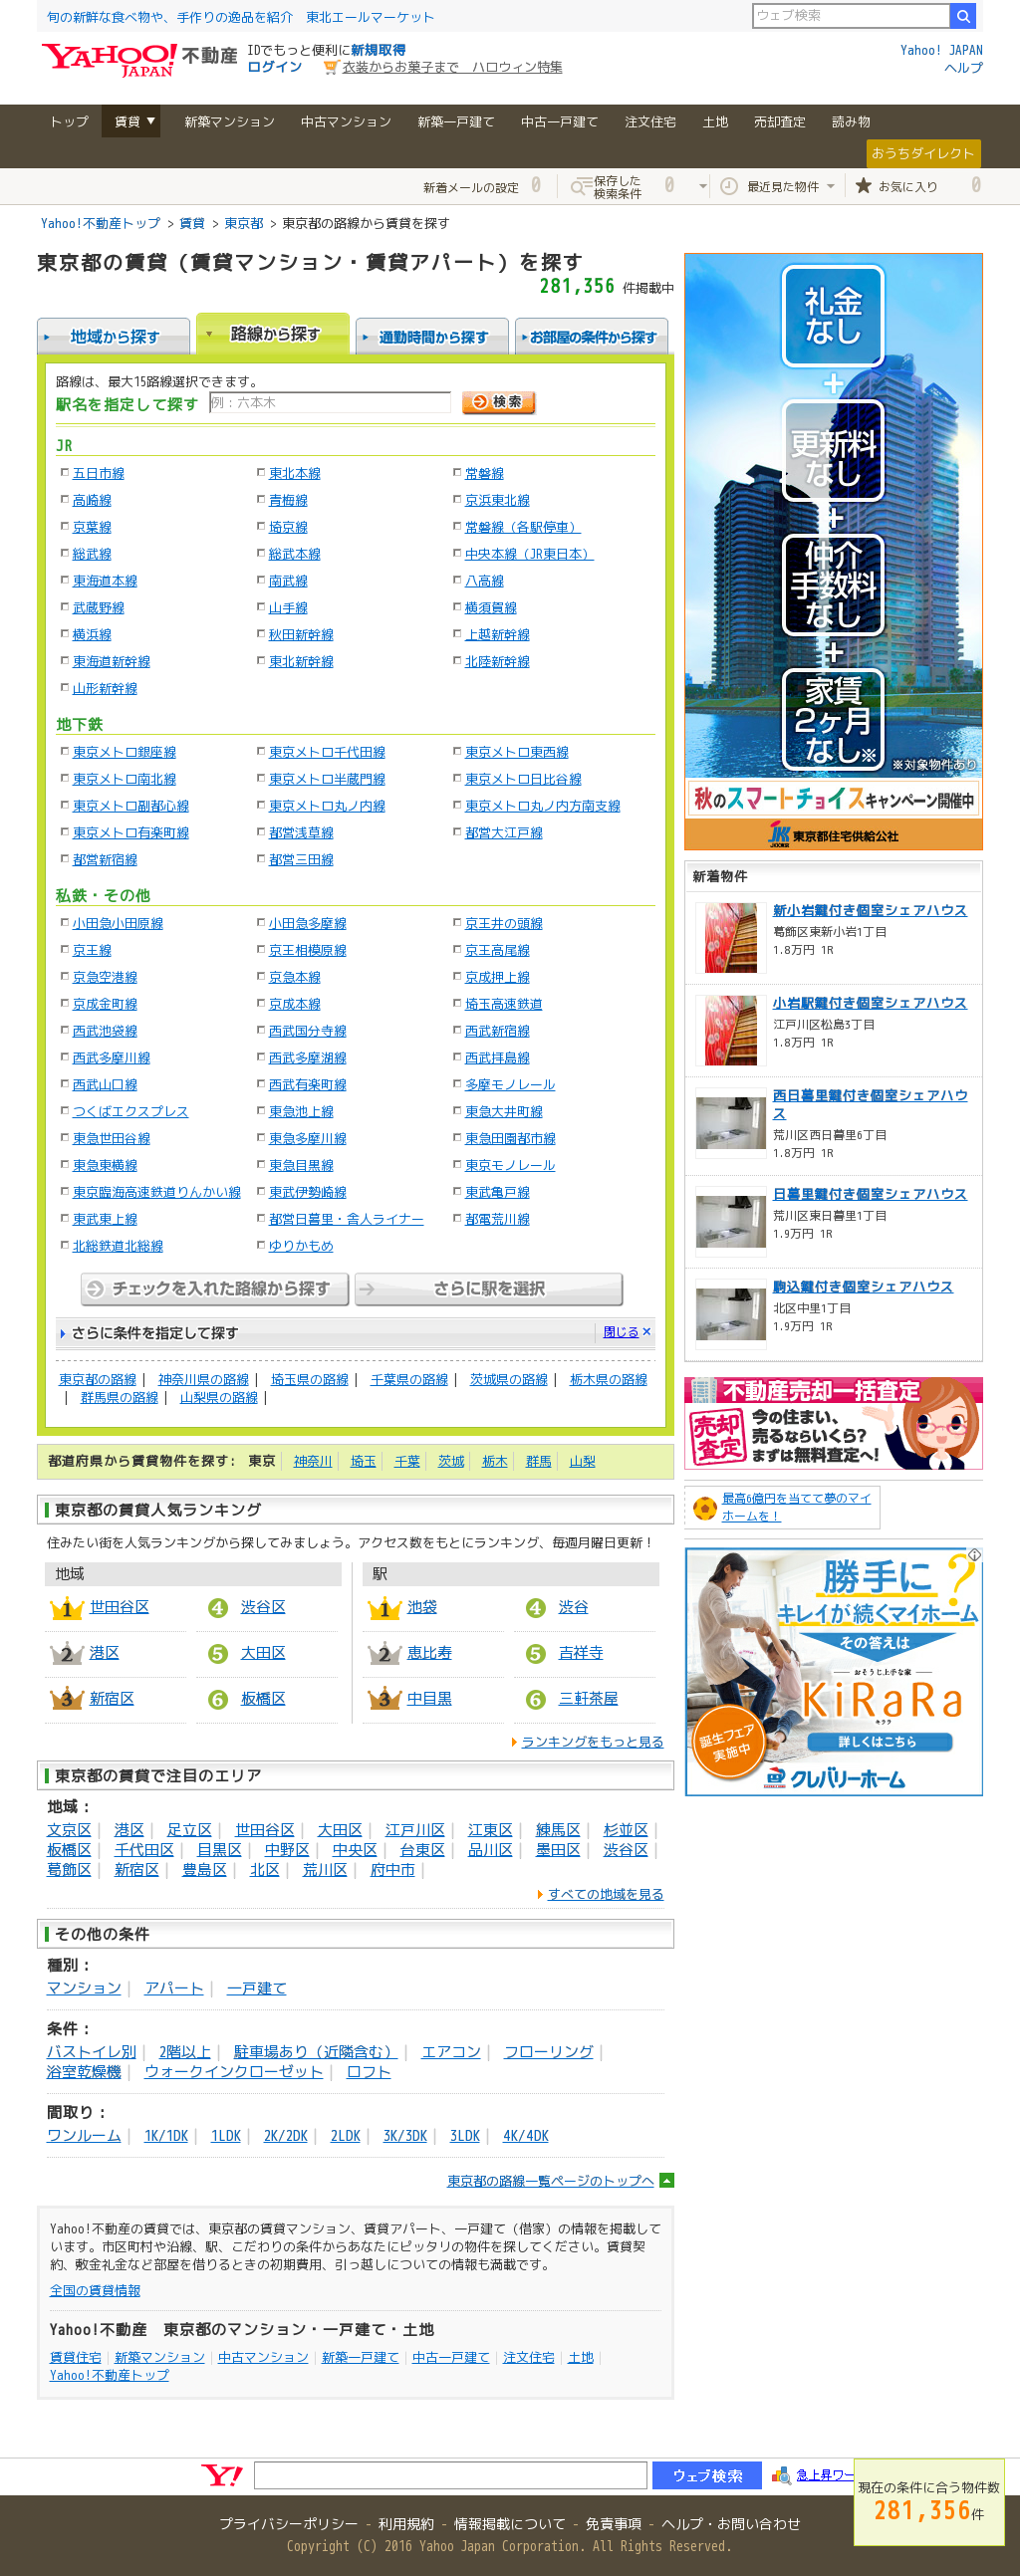 旬の新鮮な食べ物や、手作りの逸品を紹介　東北エールマーケット
ウェブ検索
YAHOO! JAPAN 不動産
IDでもっと便利に新規取得
ログイン
衣装からお菓子まで　ハロウィン特集
Yahoo! JAPAN
ヘルプ
トップ 賃貸▼ 新築マンション 中古マンション 新築一戸建て 中古一戸建て 注文住宅 土地 売却査定 読み物
おうちダイレクト
新着メールの設定 0 保存した検索条件 0 最近見た物件 お気に入り 0
Yahoo!不動産トップ > 賃貸 > 東京都 > 東京都の路線から賃貸を探す
東京都の賃貸（賃貸マンション・賃貸アパート）を探す
281,356 件掲載中
地域から探す 路線から探す 通勤時間から探す お部屋の条件から探す
路線は、最大15路線選択できます。
駅名を指定して探す 例：六本木 検索
JR
五日市線 東北本線 常磐線
高崎線 青梅線 京浜東北線
京葉線 埼京線 常磐線（各駅停車）
総武線 総武本線 中央本線（JR東日本）
東海道本線 南武線 八高線
武蔵野線 山手線 横須賀線
横浜線 秋田新幹線 上越新幹線
東海道新幹線 東北新幹線 北陸新幹線
山形新幹線
地下鉄
東京メトロ銀座線 東京メトロ千代田線 東京メトロ東西線
東京メトロ南北線 東京メトロ半蔵門線 東京メトロ日比谷線
東京メトロ副都心線 東京メトロ丸ノ内線 東京メトロ丸ノ内方南支線
東京メトロ有楽町線 都営浅草線 都営大江戸線
都営新宿線 都営三田線
私鉄・その他
小田急小田原線 小田急多摩線 京王井の頭線
京王線 京王相模原線 京王高尾線
京急空港線 京急本線 京成押上線
京成金町線 京成本線 埼玉高速鉄道
西武池袋線 西武国分寺線 西武新宿線
西武多摩川線 西武多摩湖線 西武拝島線
西武山口線 西武有楽町線 多摩モノレール
つくばエクスプレス 東急池上線 東急大井町線
東急世田谷線 東急多摩川線 東急田園都市線
東急東横線 東急目黒線 東京モノレール
東京臨海高速鉄道りんかい線 東武伊勢崎線 東武亀戸線
東武東上線 都営日暮里・舎人ライナー 都電荒川線
北総鉄道北総線 ゆりかもめ
チェックを入れた路線から探す さらに駅を選択
さらに条件を指定して探す 閉じる×
東京都の路線 | 神奈川県の路線 | 埼玉県の路線 | 千葉県の路線 | 茨城県の路線 | 栃木県の路線
| 群馬県の路線 | 山梨県の路線 |
都道府県から賃貸物件を探す： 東京 神奈川 埼玉 千葉 茨城 栃木 群馬 山梨
東京都の賃貸人気ランキング
住みたい街を人気ランキングから探してみましょう。アクセス数をもとにランキング、毎週月曜日更新！
地域 駅
1 世田谷区 4 渋谷区 1 池袋 4 渋谷
2 港区 5 大田区 2 恵比寿 5 吉祥寺
3 新宿区 6 板橋区 3 中目黒 6 三軒茶屋
ランキングをもっと見る
東京都の賃貸で注目のエリア
地域：
文京区 | 港区 | 足立区 | 世田谷区 | 大田区 | 江戸川区 | 江東区 | 練馬区 | 杉並区 |
板橋区 | 千代田区 | 目黒区 | 中野区 | 中央区 | 台東区 | 品川区 | 墨田区 | 渋谷区 |
葛飾区 | 新宿区 | 豊島区 | 北区 | 荒川区 | 府中市 |
すべての地域を見る
その他の条件
種別：
マンション | アパート | 一戸建て
条件：
バストイレ別 | 2階以上 | 駐車場あり（近隣含む） | エアコン | フローリング |
浴室乾燥機 | ウォークインクローゼット | ロフト
間取り：
ワンルーム | 1K/1DK | 1LDK | 2K/2DK | 2LDK | 3K/3DK | 3LDK | 4K/4DK
東京都の路線一覧ページのトップへ
Yahoo!不動産の賃貸では、東京都の賃貸マンション、賃貸アパート、一戸建て（借家）の情報を掲載して
います。市区町村や沿線、駅、こだわりの条件からあなたにピッタリの物件を探してください。賃貸契
約、敷金礼金など部屋を借りるときの初期費用、引っ越しについての情報も満載です。
全国の賃貸情報
Yahoo!不動産　東京都のマンション・一戸建て・土地
賃貸住宅 | 新築マンション | 中古マンション | 新築一戸建て | 中古一戸建て | 注文住宅 | 土地 |
Yahoo!不動産トップ
礼金なし
+
更新料なし
+
仲介手数料なし
+
家賃2ヶ月なし※
※対象物件あり
秋のスマートチョイスキャンペーン開催中
JKK 東京都住宅供給公社
新着物件
新小岩鍵付き個室シェアハウス
葛飾区東新小岩1丁目
1.8万円 1R
小岩駅鍵付き個室シェアハウス
江戸川区松島3丁目
1.8万円 1R
西日暮里鍵付き個室シェアハウ
ス
荒川区西日暮里6丁目
1.8万円 1R
日暮里鍵付き個室シェアハウス
荒川区東日暮里1丁目
1.9万円 1R
駒込鍵付き個室シェアハウス
北区中里1丁目
1.9万円 1R
不動産売却一括査定
売却査定
今の住まい、
売るならいくら?
まずは無料査定へ!
最高6億円を当てて夢のマイ
ホームを！
勝手に?
キレイが続くマイホーム
その答えは
おそうじ上手な家
KiRaRa
キララ
誕生フェア実施中
詳しくはこちら
クレバリーホーム
Y! ウェブ検索 急上昇ワー
現在の条件に合う物件数
281,356件
プライバシーポリシー - 利用規約 - 情報掲載について - 免責事項 - ヘルプ・お問い合わせ
Copyright (C) 2016 Yahoo Japan Corporation. All Rights Reserved.